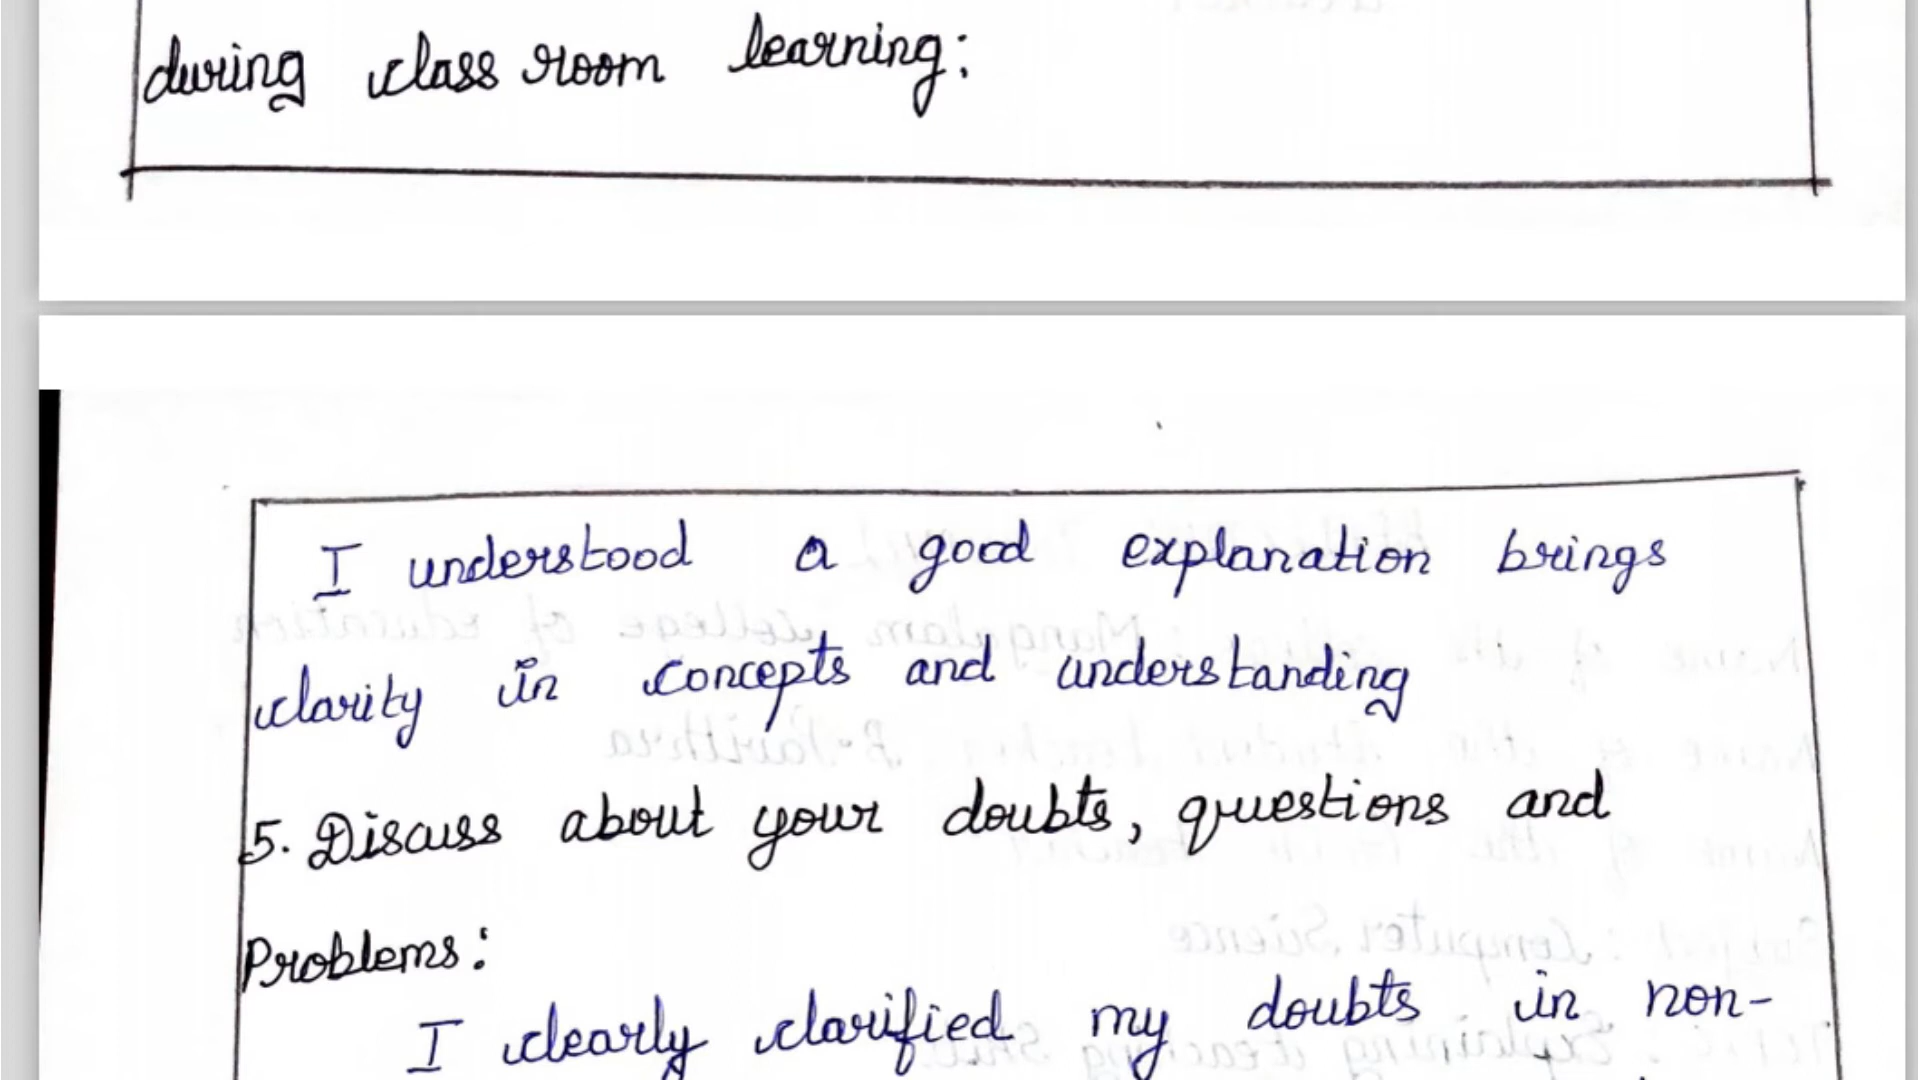 during class room learning:
I understood a good explanation brings
clarity in concepts and understanding
5. Discuss about your doubts, questions and
Problems:
I clearly clarified my doubts in non-